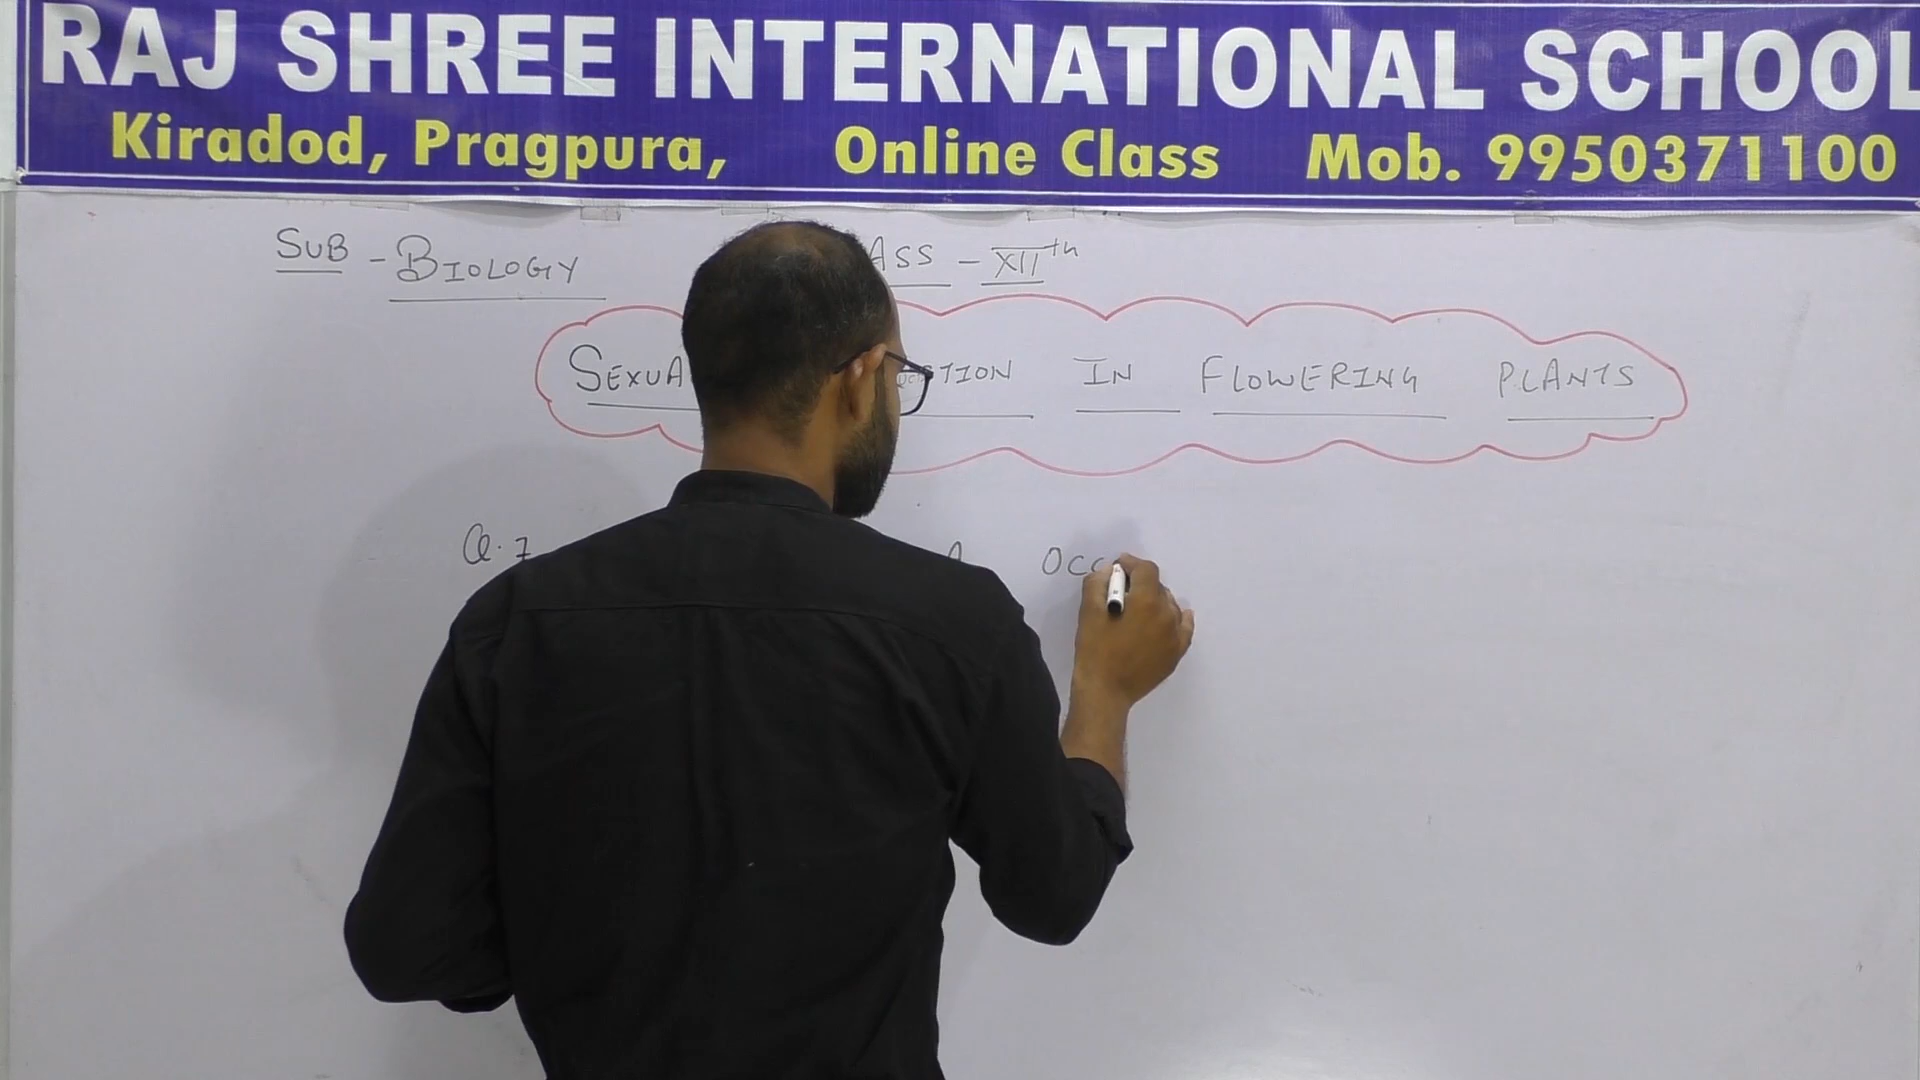 RAJ SHREE INTERNATIONAL SCHOOL
Kiradod, Pragpura, Online Class Mob. 9950371100
SUB - BIOLOGY ASS - XIIth
SEXUA CTION IN FLOWERING PLANTS
Q.7 OCC